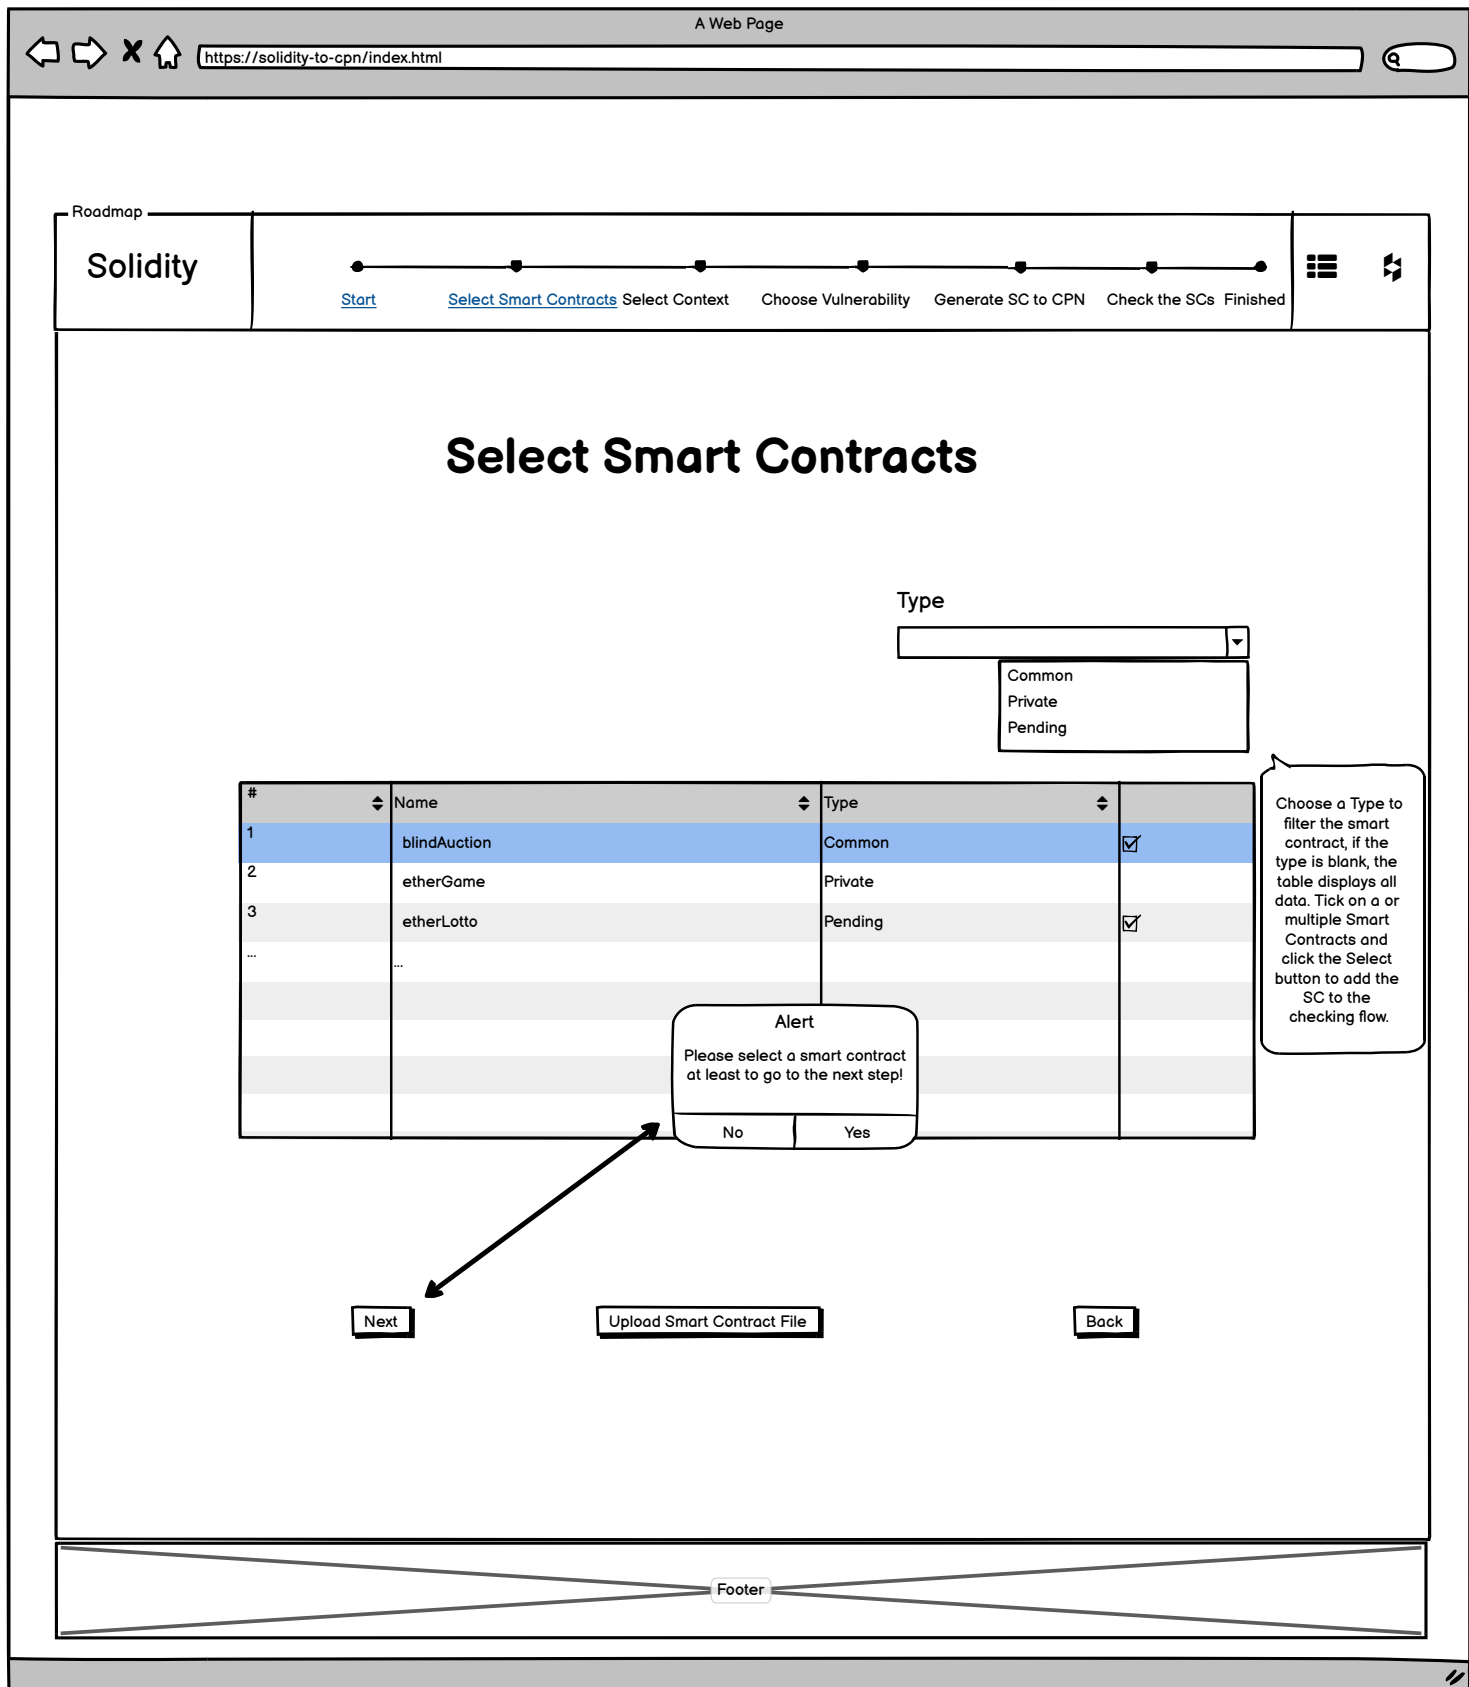 A Web Page
https://solidity-to-cpn/index.html
Roadmap
Solidity
Start
Select Smart Contracts
Select Context
Choose Vulnerability
Generate SC to CPN
Check the SCs
Finished
Select Smart Contracts
Type
Common
Private
Pending
# Name Type
1 blindAuction Common
2 etherGame Private
3 etherLotto Pending
... ...
Choose a Type to
filter the smart
contract, if the
type is blank, the
table displays all
data. Tick on a or
multiple Smart
Contracts and
click the Select
button to add the
SC to the
checking flow.
Alert
Please select a smart contract
at least to go to the next step!
No Yes
Next
Upload Smart Contract File
Back
Footer